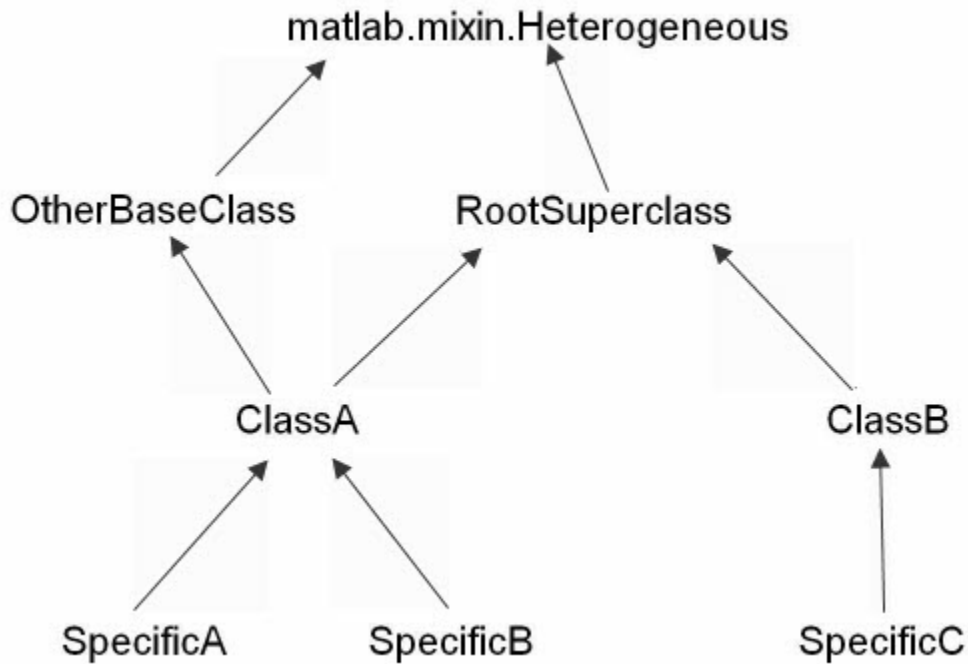 matlab.mixin.Heterogeneous
OtherBaseClass
RootSuperclass
ClassA
ClassB
SpecificA
SpecificB
SpecificC